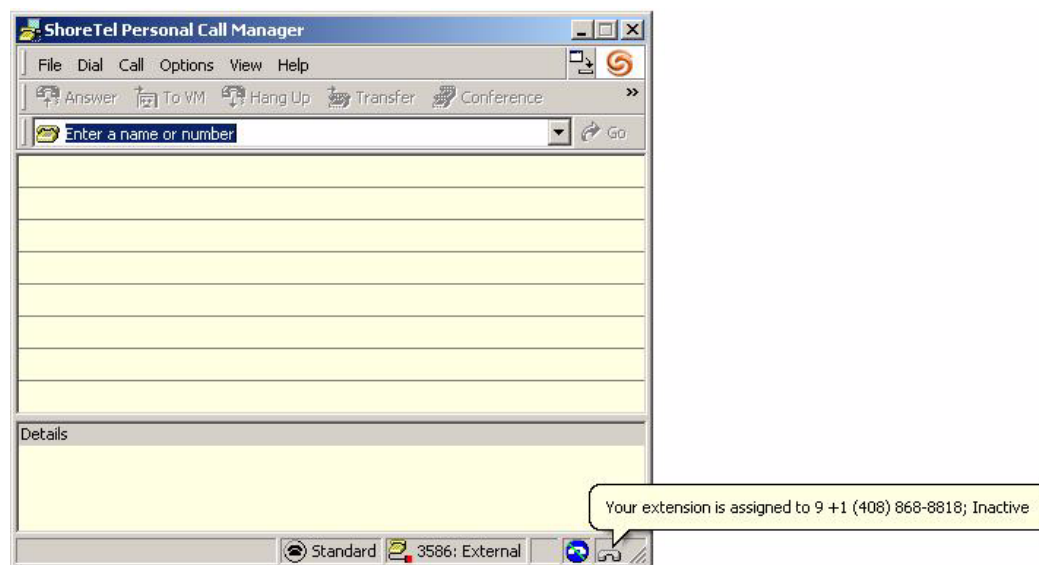 ShoreTel Personal Call Manager
File Dial Call Options View Help
Answer To VM Hang Up Transfer Conference »
Enter a name or number Go
Details
Your extension is assigned to 9 +1 (408) 868-8818; Inactive
Standard 3586: External